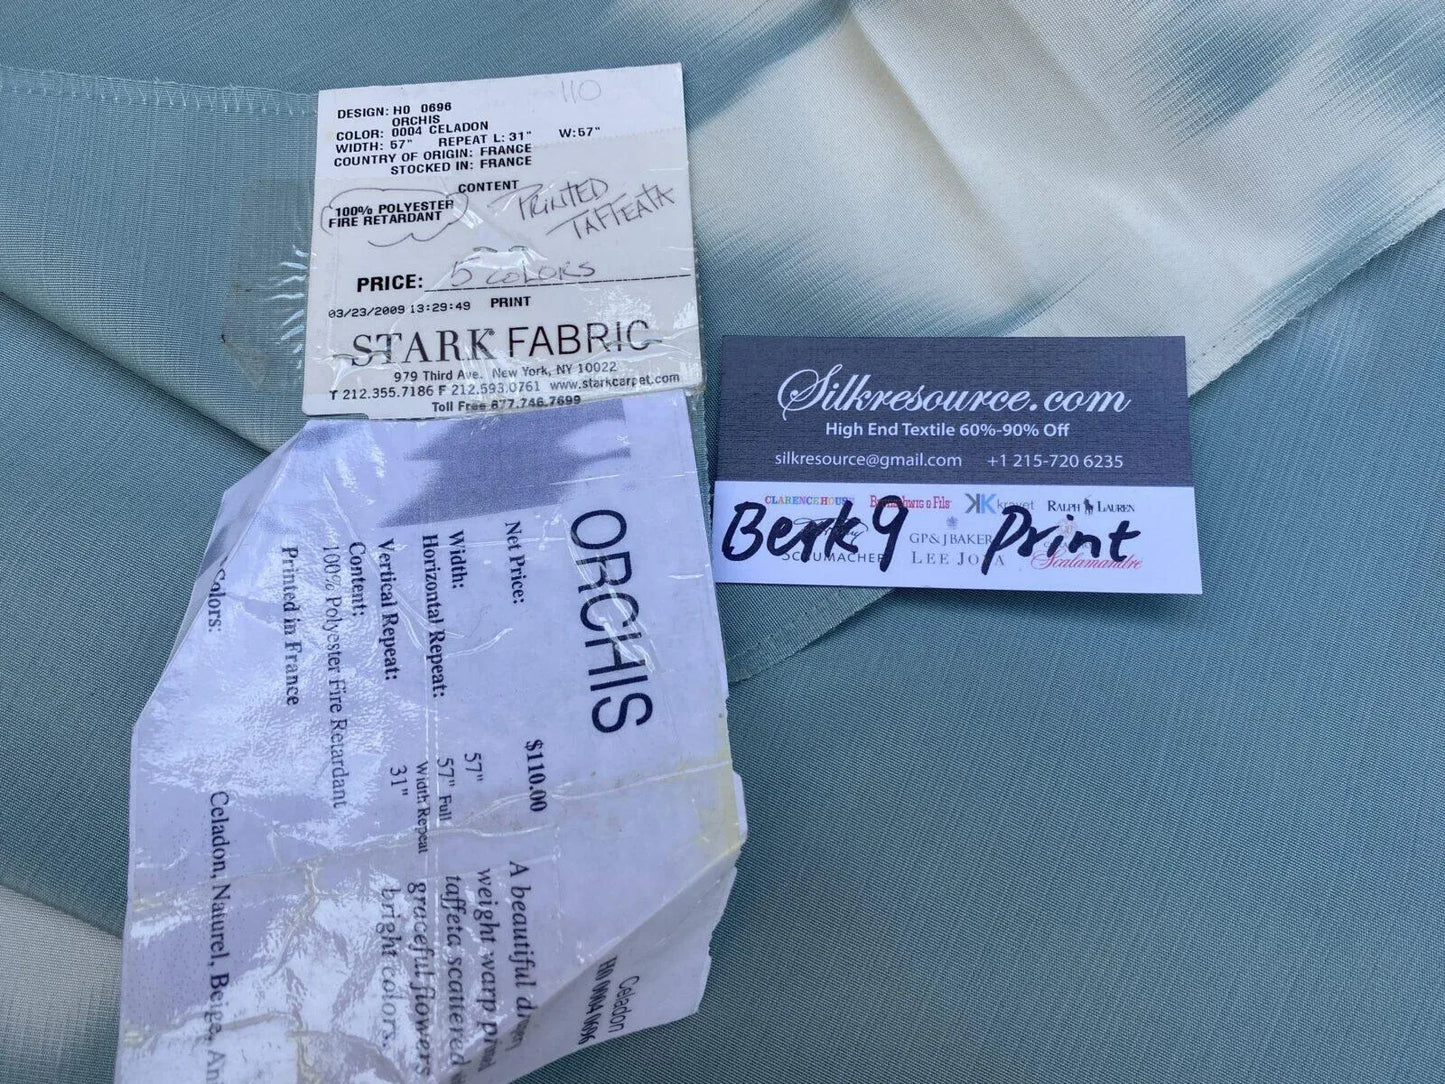 110
DESIGN: H0 0696
ORCHIS
COLOR: 0004 CELADON
WIDTH: 57" REPEAT L: 31" W:57"
COUNTRY OF ORIGIN: FRANCE
STOCKED IN: FRANCE
CONTENT
100% POLYESTER
FIRE RETARDANT
PRINTED
TAFFEATA
PRICE: 5 COLORS
03/23/2009 13:29:49 PRINT
STARK FABRIC
979 Third Ave. New York, NY 10022
T 212.355.7186 F 212.593.0761 www.starkcarpet.com
Toll Free 877.746.7699
Silkresource.com
High End Textile 60%-90% Off
silkresource@gmail.com +1 215-720 6235
CLARENCE HOUSE Brunschwig & Fils kravet RALPH LAUREN
SCHUMACHER GP & J BAKER LEE JOFA Scalamandre
Berk9 Print
ORCHIS
Net Price: $110.00
Width: 57"
Horizontal Repeat: 57" Full
Width Repeat
Vertical Repeat: 31"
Content:
100% Polyester Fire Retardant
Printed in France
Colors: Celadon, Naturel, Beige,
A beautiful
weight warp
taffeta scattered
graceful flowers
bright colors.
Celadon
H0 0004 0696